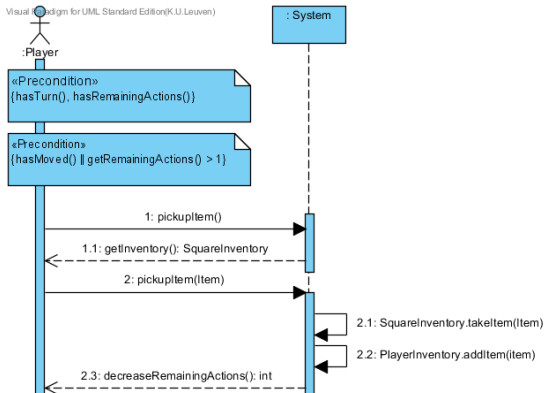 Visual Paradigm for UML Standard Edition(K.U.Leuven)
: System
:Player
«Precondition»
{hasTurn(), hasRemainingActions()}
«Precondition»
{hasMoved() || getRemainingActions() > 1}
1: pickupItem()
1.1: getInventory(): SquareInventory
2: pickupItem(Item)
2.1: SquareInventory.takeItem(Item)
2.2: PlayerInventory.addItem(item)
2.3: decreaseRemainingActions(): int